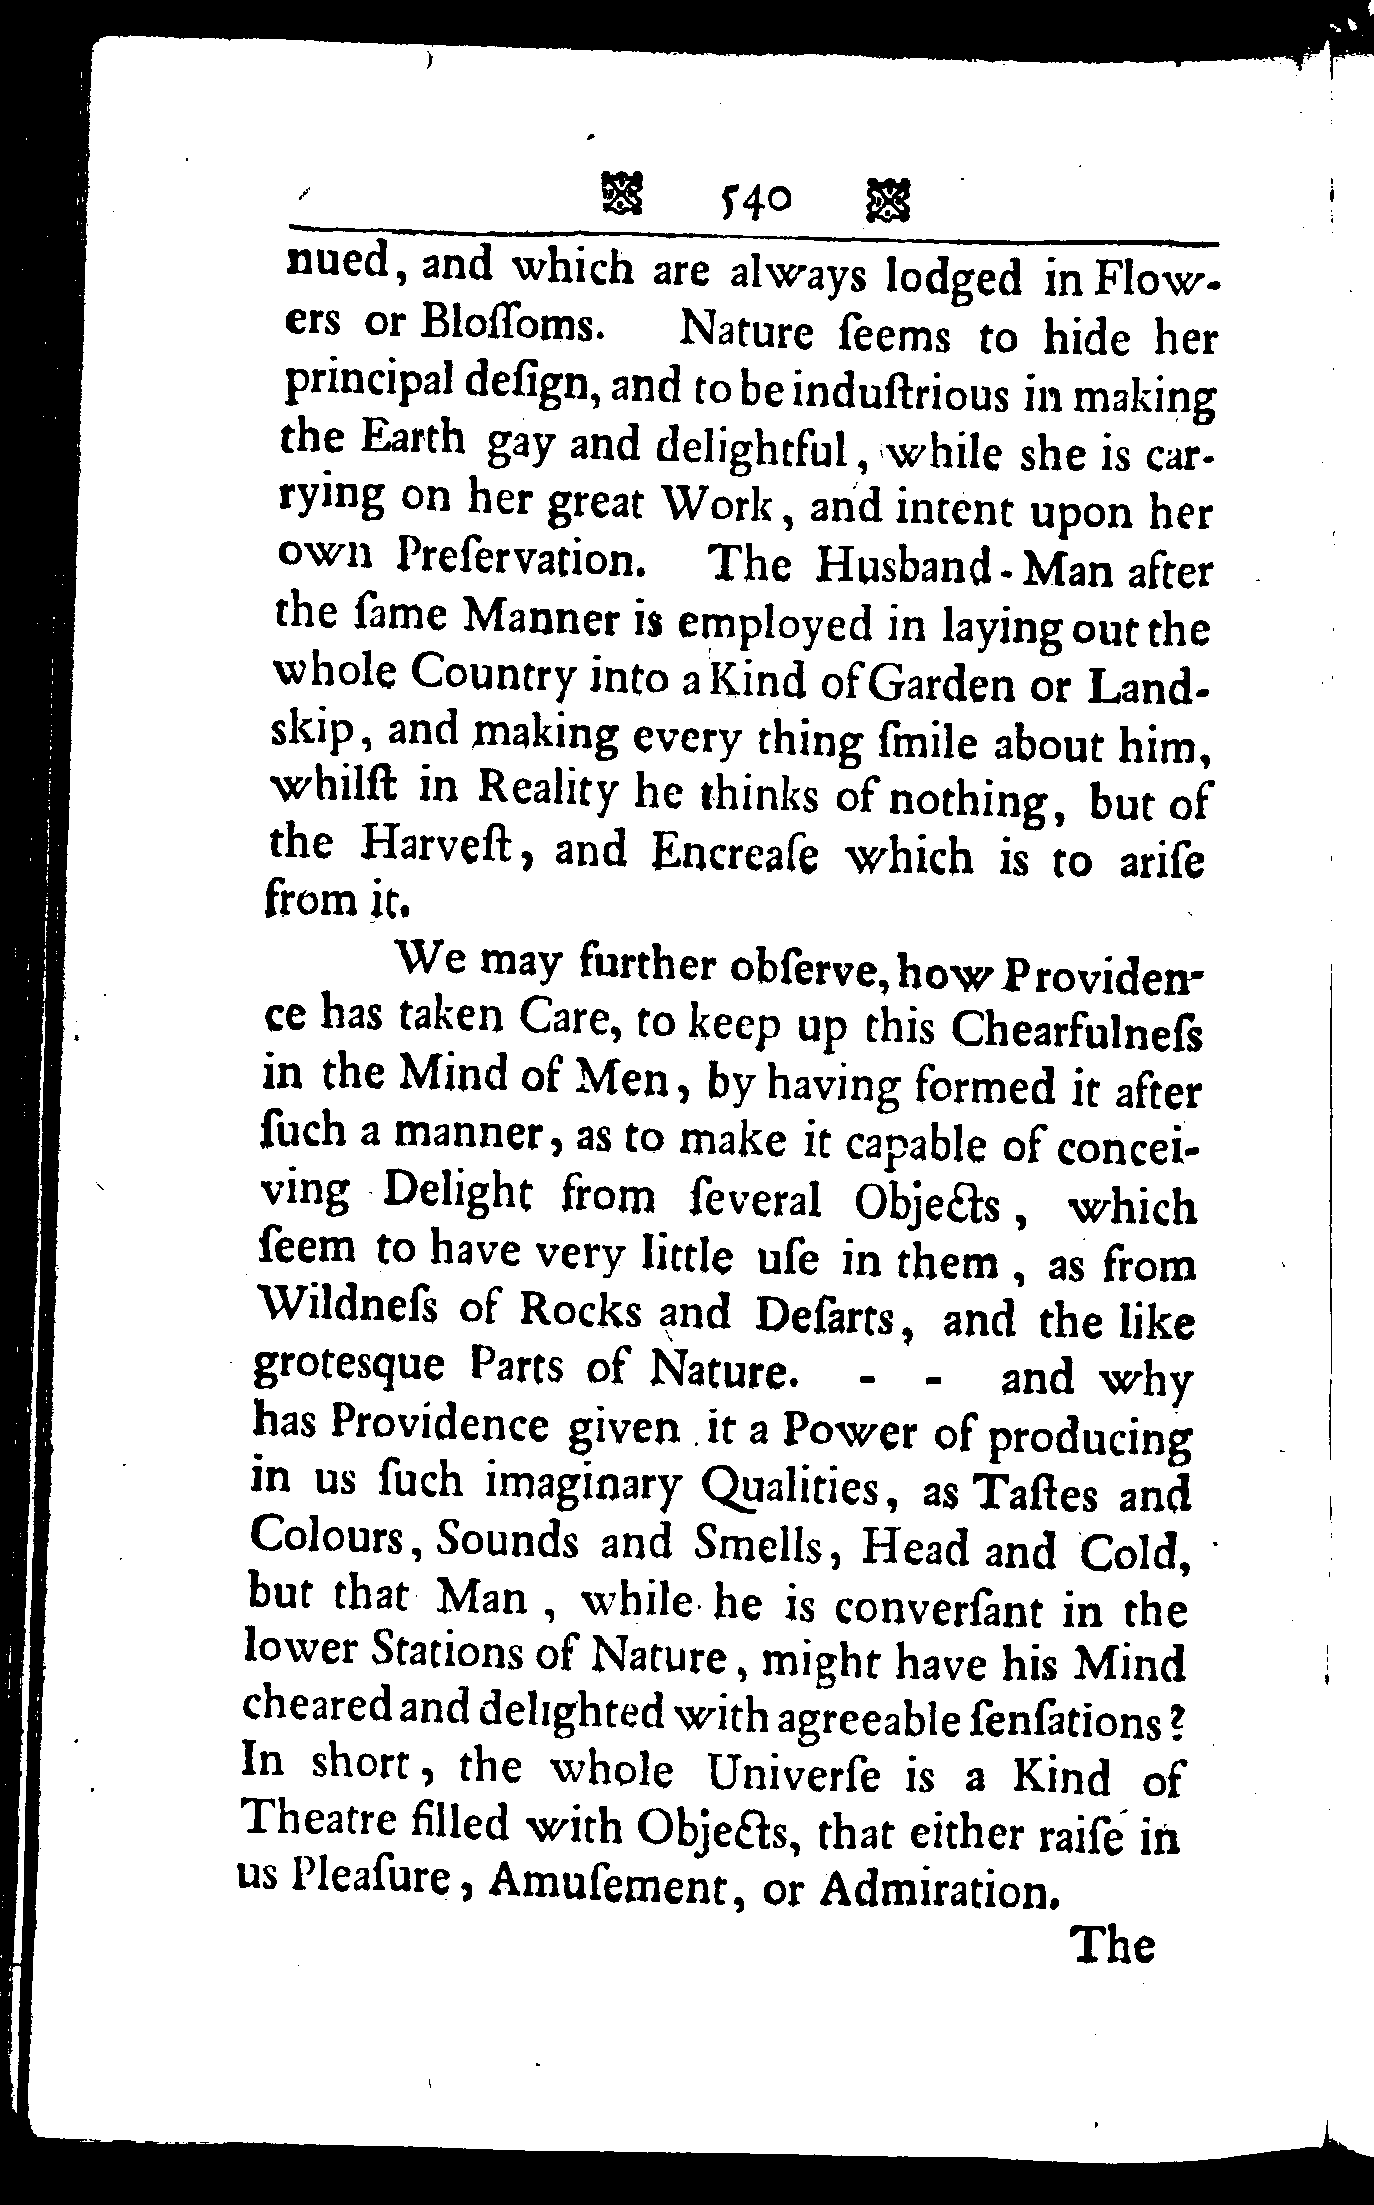 540
nued, and which are always lodged in Flow-
ers or Bloſſoms. Nature ſeems to hide her
principal deſign, and to be induſtrious in making
the Earth gay and delightful, while she is car-
rying on her great Work, and intent upon her
own Preſervation. The Husband-Man after
the ſame Manner is employed in laying out the
whole Country into a Kind of Garden or Land-
skip, and making every thing ſmile about him,
whilſt in Reality he thinks of nothing, but of
the Harveſt, and Encreaſe which is to ariſe
from it.
We may further obſerve, how Providen-
ce has taken Care, to keep up this Chearfulneſs
in the Mind of Men, by having formed it after
ſuch a manner, as to make it capable of concei-
ving Delight from ſeveral Objects, which
ſeem to have very little uſe in them, as from
Wildneſs of Rocks and Deſarts, and the like
grotesque Parts of Nature. - - and why
has Providence given it a Power of producing
in us ſuch imaginary Qualities, as Taſtes and
Colours, Sounds and Smells, Head and Cold,
but that Man, while he is converſant in the
lower Stations of Nature, might have his Mind
cheared and delighted with agreeable ſenſations?
In short, the whole Univerſe is a Kind of
Theatre filled with Objects, that either raiſe in
us Pleaſure, Amuſement, or Admiration.
The